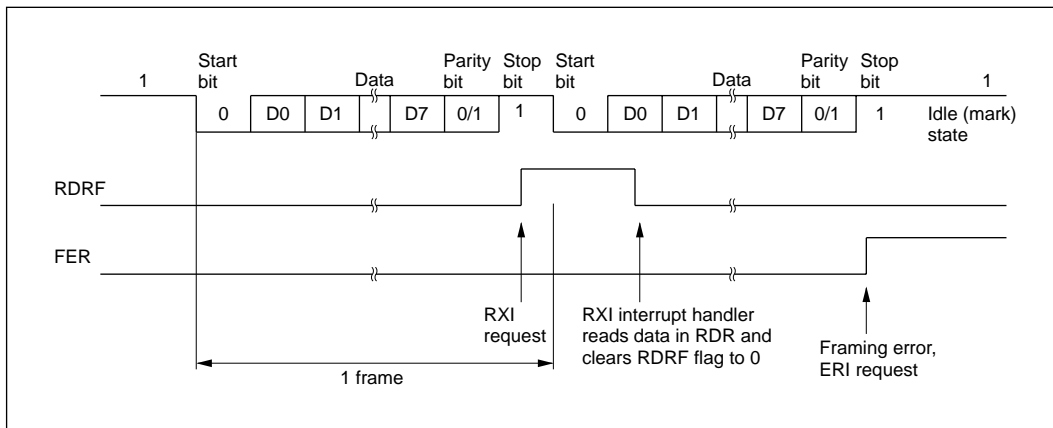 1
Start bit
Data
Parity bit
Stop bit
Start bit
Data
Parity bit
Stop bit
1
0 D0 D1 D7 0/1 1 0 D0 D1 D7 0/1 1
Idle (mark) state
RDRF
FER
RXI request
RXI interrupt handler
reads data in RDR and
clears RDRF flag to 0
Framing error,
ERI request
1 frame